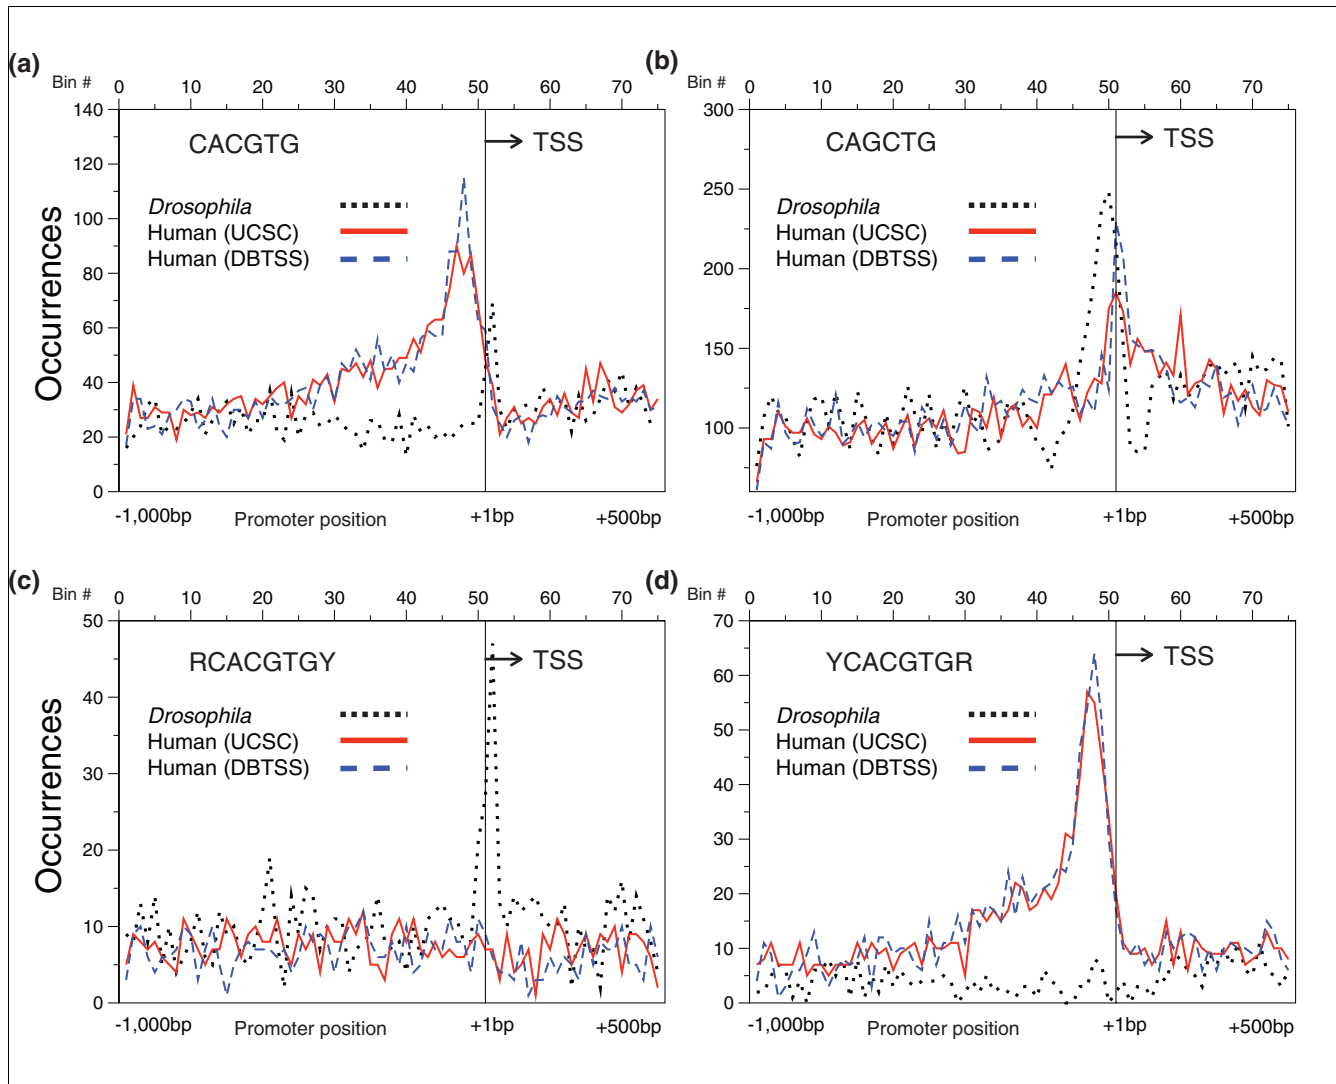 (a)
Bin #
0 10 20 30 40 50 60 70
140
120
100
80
60
40
20
0
Occurrences
CACGTG
TSS
Drosophila
Human (UCSC)
Human (DBTSS)
-1,000bp Promoter position +1bp +500bp
(b)
Bin #
0 10 20 30 40 50 60 70
300
250
200
150
100
CAGCTG
TSS
Drosophila
Human (UCSC)
Human (DBTSS)
-1,000bp Promoter position +1bp +500bp
(c)
Bin #
0 10 20 30 40 50 60 70
50
40
30
20
10
0
Occurrences
RCACGTGY
TSS
Drosophila
Human (UCSC)
Human (DBTSS)
-1,000bp Promoter position +1bp +500bp
(d)
Bin #
0 10 20 30 40 50 60 70
70
60
50
40
30
20
10
0
YCACGTGR
TSS
Drosophila
Human (UCSC)
Human (DBTSS)
-1,000bp Promoter position +1bp +500bp